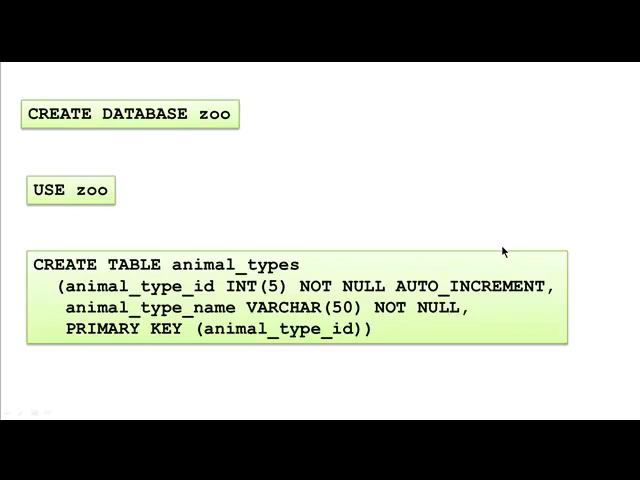 CREATE DATABASE zoo
USE zoo
CREATE TABLE animal_types
(animal_type_id INT(5) NOT NULL AUTO_INCREMENT,
animal_type_name VARCHAR(50) NOT NULL,
PRIMARY KEY (animal_type_id))